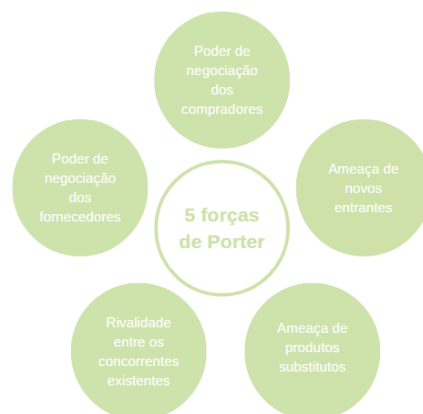 Poder de
negociação
dos
compradores
Poder de
negociação
dos
fornecedores
Ameaça de
novos
entrantes
5 forças
de Porter
Rivalidade
entre os
concorrentes
existentes
Ameaça de
produtos
substitutos